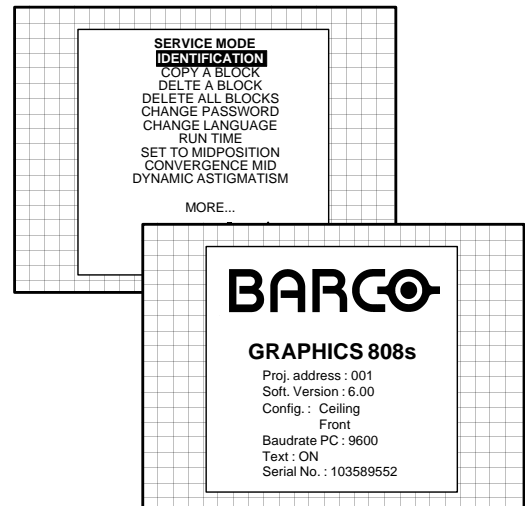 SERVICE MODE
IDENTIFICATION
COPY A BLOCK
DELTE A BLOCK
DELETE ALL BLOCKS
CHANGE PASSWORD
CHANGE LANGUAGE
RUN TIME
SET TO MIDPOSITION
CONVERGENCE MID
DYNAMIC ASTIGMATISM
MORE...
BARCO
GRAPHICS 808s
Proj. address : 001
Soft. Version : 6.00
Config. : Ceiling
Front
Baudrate PC : 9600
Text : ON
Serial No. : 103589552